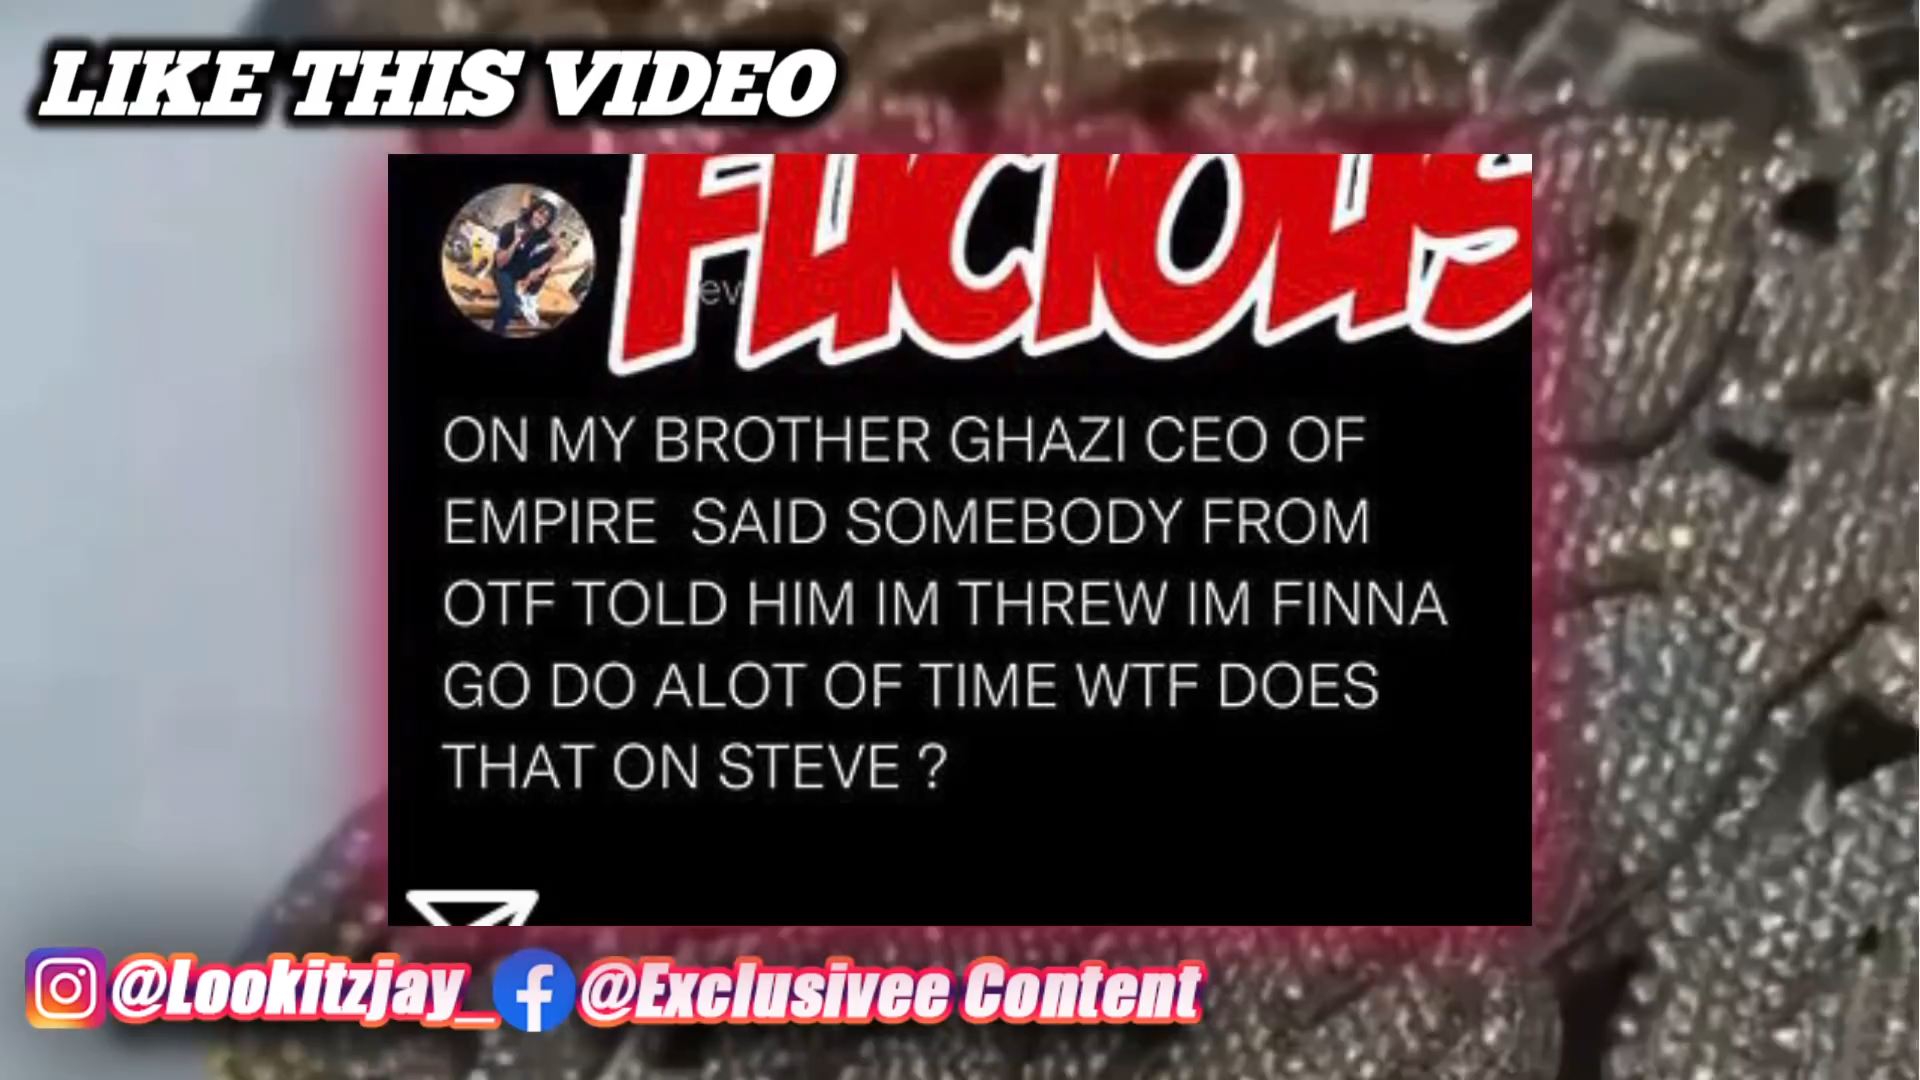 LIKE THIS VIDEO
FLICIOUS
ev
ON MY BROTHER GHAZI CEO OF
EMPIRE SAID SOMEBODY FROM
OTF TOLD HIM IM THREW IM FINNA
GO DO ALOT OF TIME WTF DOES
THAT ON STEVE ?
@Lookitzjay_ @Exclusivee Content